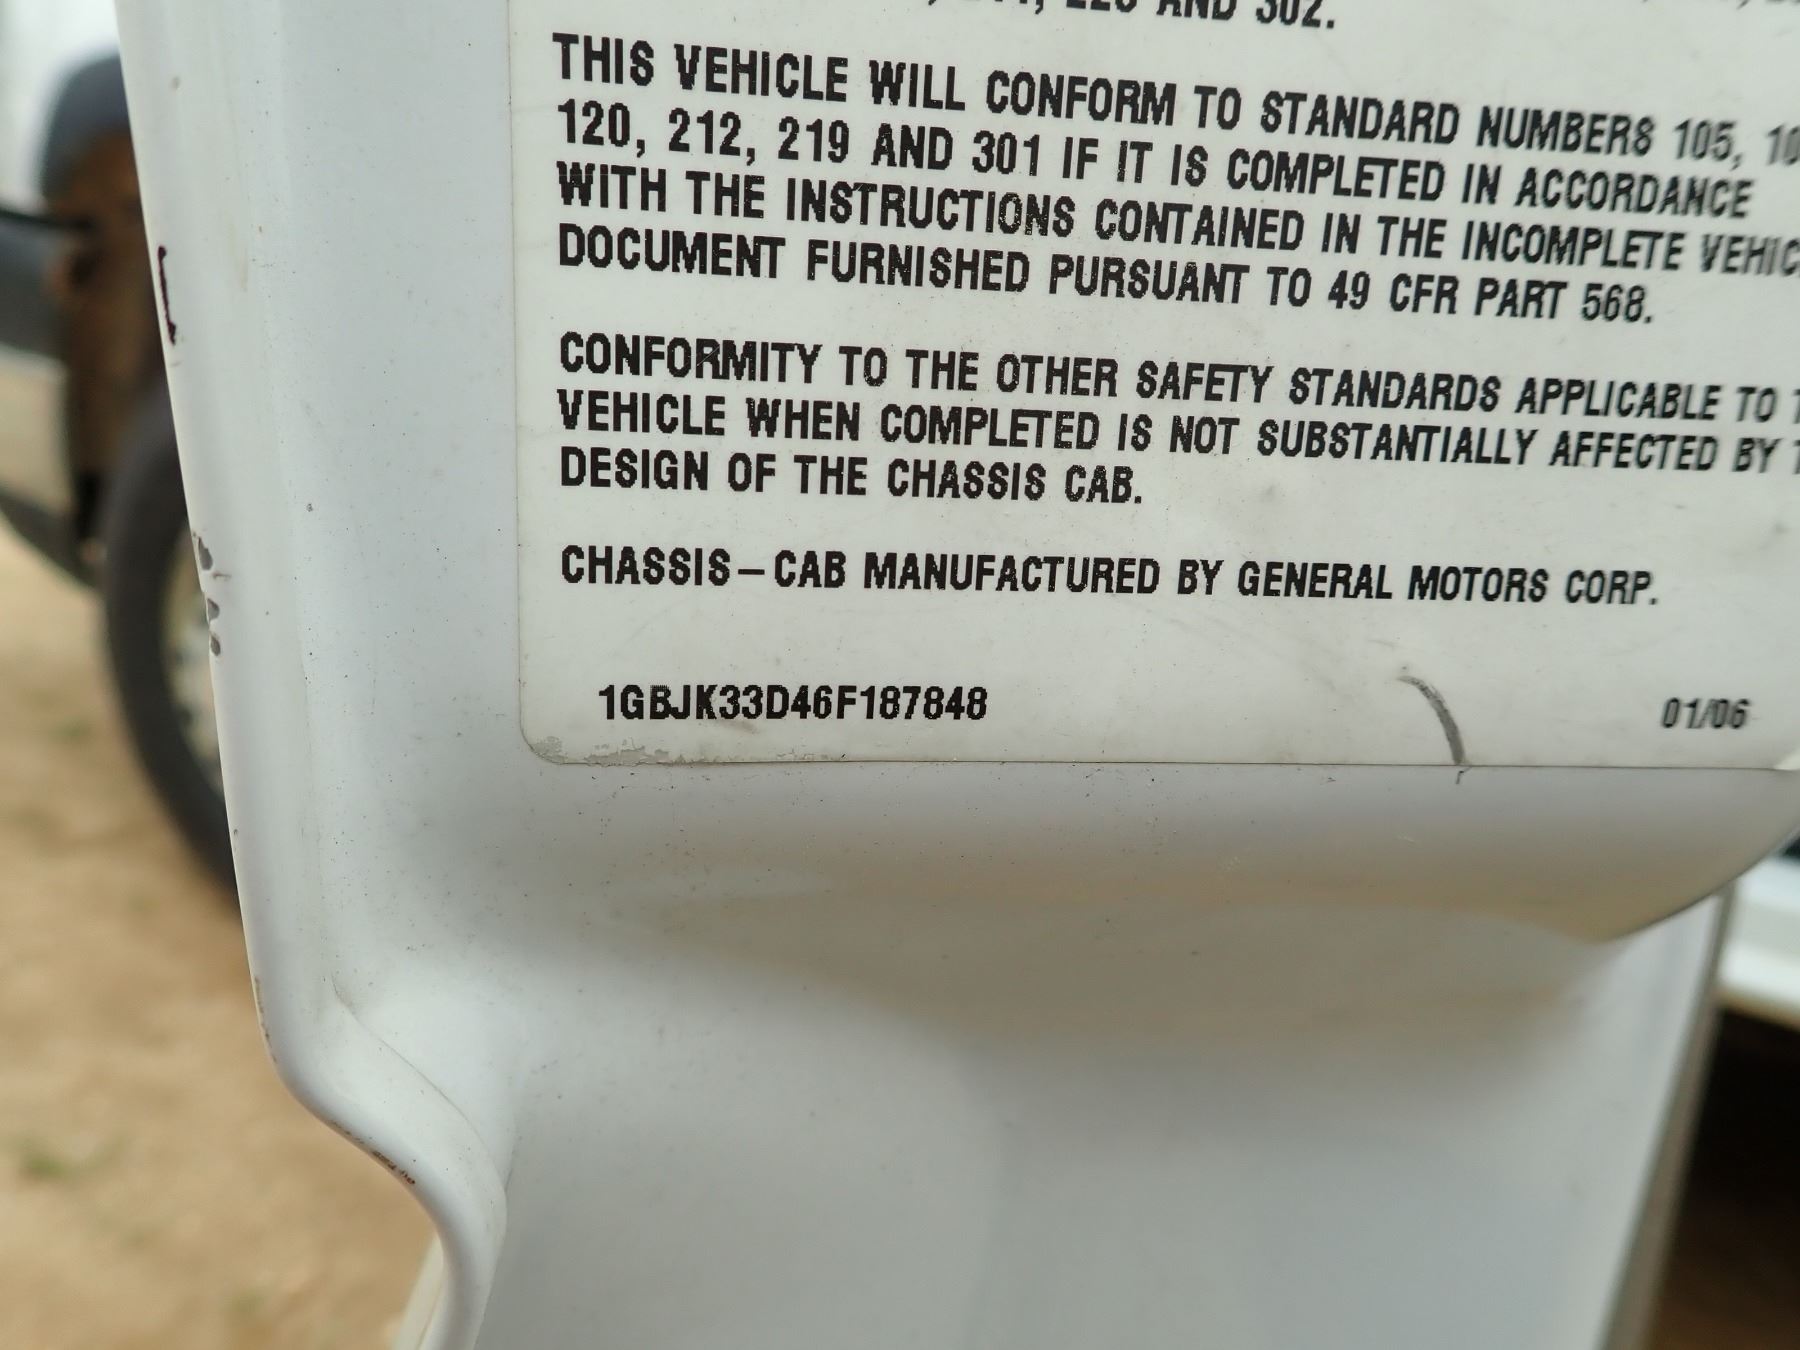 AND 302.
THIS VEHICLE WILL CONFORM TO STANDARD NUMBERS 105,
120, 212, 219 AND 301 IF IT IS COMPLETED IN ACCORDANCE
WITH THE INSTRUCTIONS CONTAINED IN THE INCOMPLETE VEHIC
DOCUMENT FURNISHED PURSUANT TO 49 CFR PART 568.
CONFORMITY TO THE OTHER SAFETY STANDARDS APPLICABLE TO
VEHICLE WHEN COMPLETED IS NOT SUBSTANTIALLY AFFECTED BY
DESIGN OF THE CHASSIS CAB.
CHASSIS-CAB MANUFACTURED BY GENERAL MOTORS CORP.
1GBJK33D46F187848 01/06